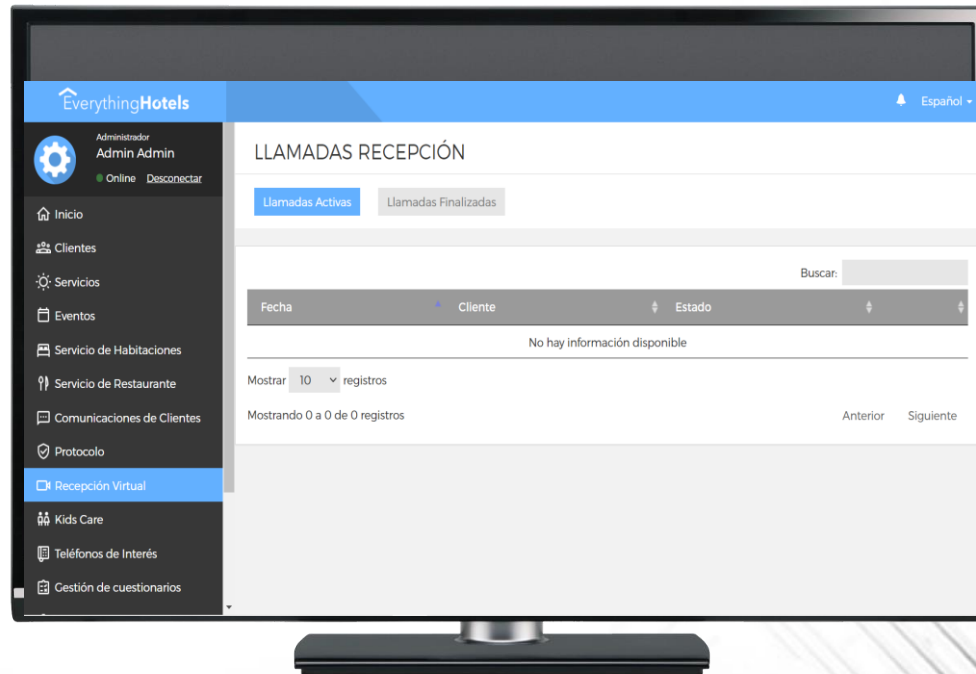 EverythingHotels
Español
Administrador
Admin Admin
Online Desconectar
Inicio
Clientes
Servicios
Eventos
Servicio de Habitaciones
Servicio de Restaurante
Comunicaciones de Clientes
Protocolo
Recepción Virtual
Kids Care
Teléfonos de Interés
Gestión de cuestionarios
LLAMADAS RECEPCIÓN
Llamadas Activas Llamadas Finalizadas
Buscar:
Fecha Cliente Estado
No hay información disponible
Mostrar 10 registros
Mostrando 0 a 0 de 0 registros
Anterior Siguiente